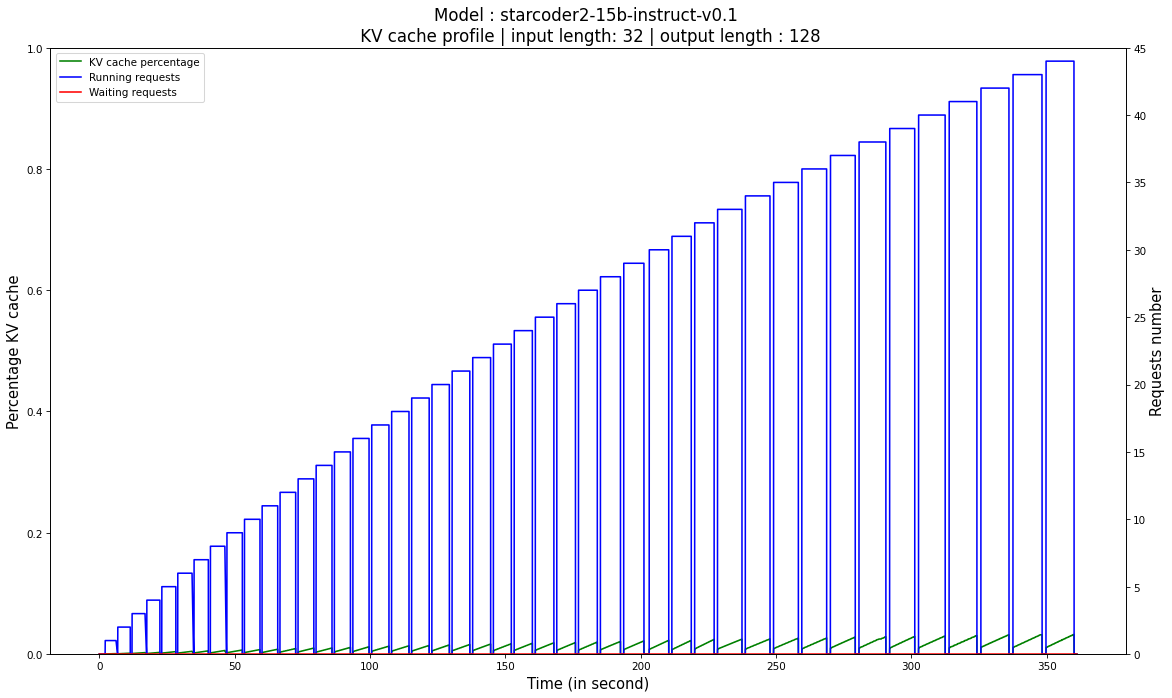 Model : starcoder2-15b-instruct-v0.1
KV cache profile | input length: 32 | output length : 128
KV cache percentage
Running requests
Waiting requests
Percentage KV cache
1.0
0.8
0.6
0.4
0.2
0.0
45
40
35
30
25
20
15
10
5
0
Requests number
0 50 100 150 200 250 300 350
Time (in second)